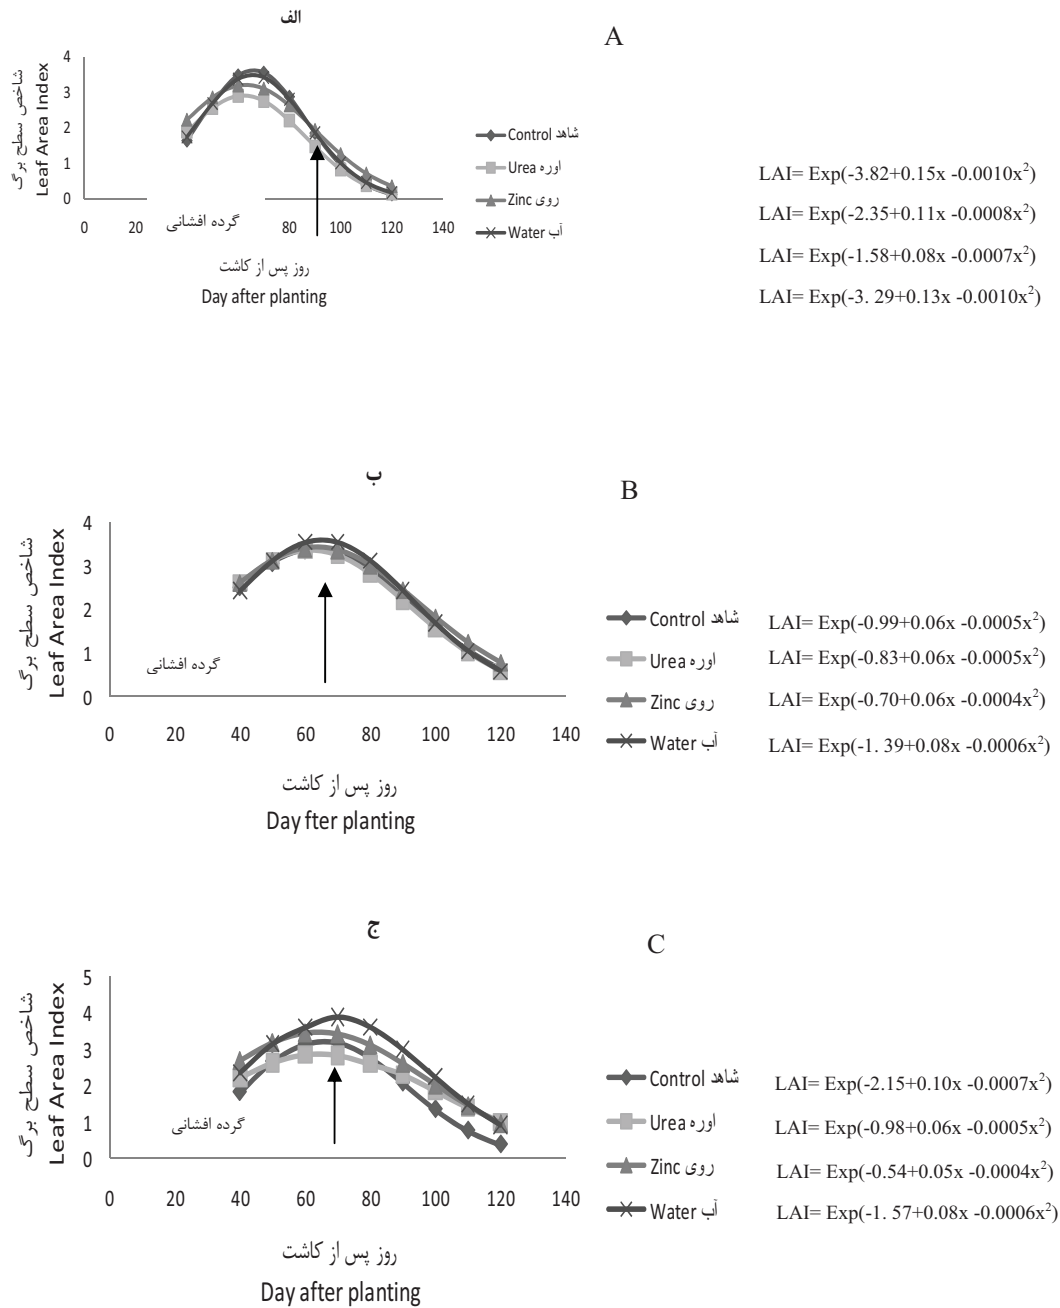 الف
A
شاخص سطح برگ
Leaf Area Index
4
3
2
1
0
0 20 80 100 120 140
گرده افشانی
روز پس از کاشت
Day after planting
Control شاهد
Urea اوره
Zinc روی
Water آب
LAI= Exp(-3.82+0.15x -0.0010x²)
LAI= Exp(-2.35+0.11x -0.0008x²)
LAI= Exp(-1.58+0.08x -0.0007x²)
LAI= Exp(-3. 29+0.13x -0.0010x²)
ب
B
شاخص سطح برگ
Leaf Area Index
4
3
2
1
0
گرده افشانی
0 20 40 60 80 100 120 140
روز پس از کاشت
Day fter planting
Control شاهد LAI= Exp(-0.99+0.06x -0.0005x²)
Urea اوره LAI= Exp(-0.83+0.06x -0.0005x²)
Zinc روی LAI= Exp(-0.70+0.06x -0.0004x²)
Water آب LAI= Exp(-1. 39+0.08x -0.0006x²)
ج
C
شاخص سطح برگ
Leaf Area Index
5
4
3
2
1
0
گرده افشانی
0 20 40 60 80 100 120 140
روز پس از کاشت
Day after planting
Control شاهد LAI= Exp(-2.15+0.10x -0.0007x²)
Urea اوره LAI= Exp(-0.98+0.06x -0.0005x²)
Zinc روی LAI= Exp(-0.54+0.05x -0.0004x²)
Water آب LAI= Exp(-1. 57+0.08x -0.0006x²)